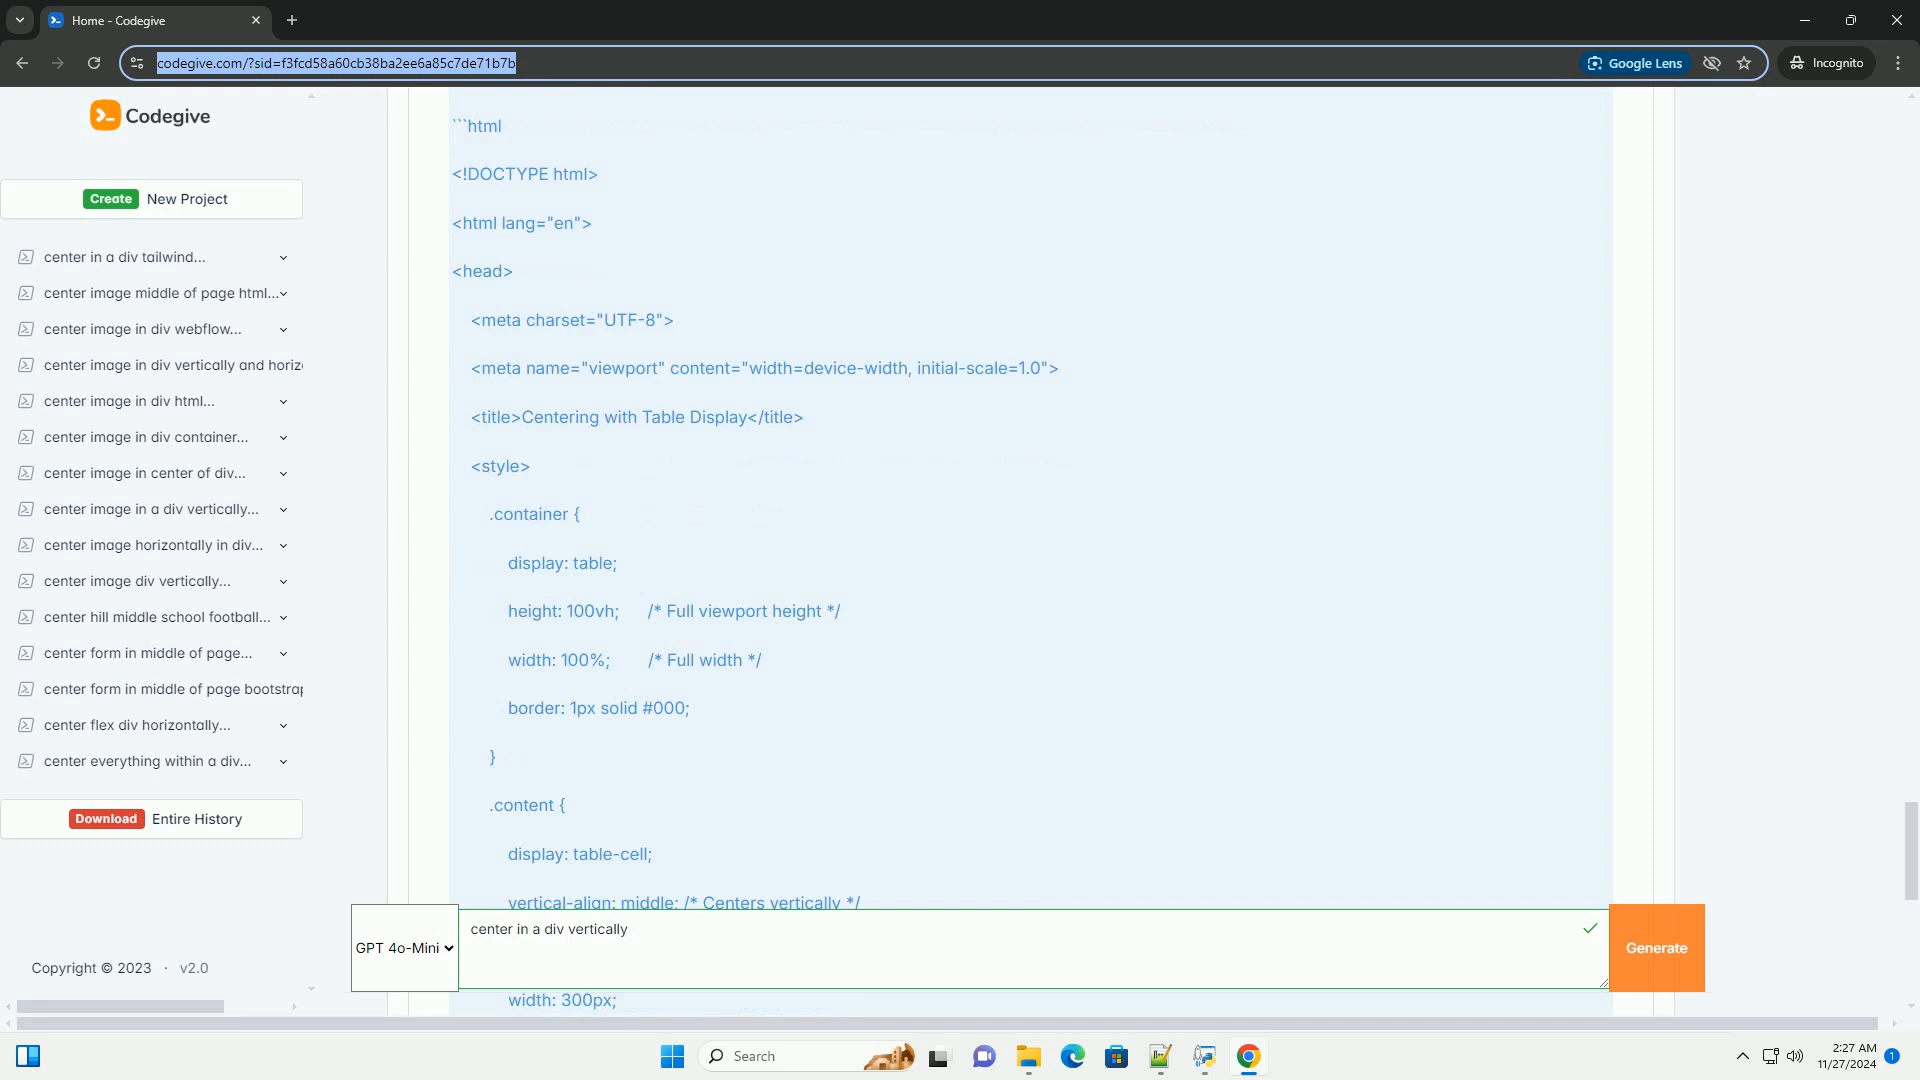 Home - Codegive
codegive.com/?sid=f3fcd58a60cb38ba2ee6a85c7de71b7b
Google Lens
Incognito
Codegive
Create New Project
center in a div tailwind...
center image middle of page html...
center image in div webflow...
center image in div vertically and horiz
center image in div html...
center image in div container...
center image in center of div...
center image in a div vertically...
center image horizontally in div...
center image div vertically...
center hill middle school football...
center form in middle of page...
center form in middle of page bootstrap
center flex div horizontally...
center everything within a div...
Download Entire History
Copyright © 2023 · v2.0
```html
<!DOCTYPE html>
<html lang="en">
<head>
<meta charset="UTF-8">
<meta name="viewport" content="width=device-width, initial-scale=1.0">
<title>Centering with Table Display</title>
<style>
.container {
display: table;
height: 100vh; /* Full viewport height */
width: 100%; /* Full width */
border: 1px solid #000;
}
.content {
display: table-cell;
vertical-align: middle; /* Centers vertically */
GPT 4o-Mini
center in a div vertically
Generate
width: 300px;
Search
2:27 AM
11/27/2024
1